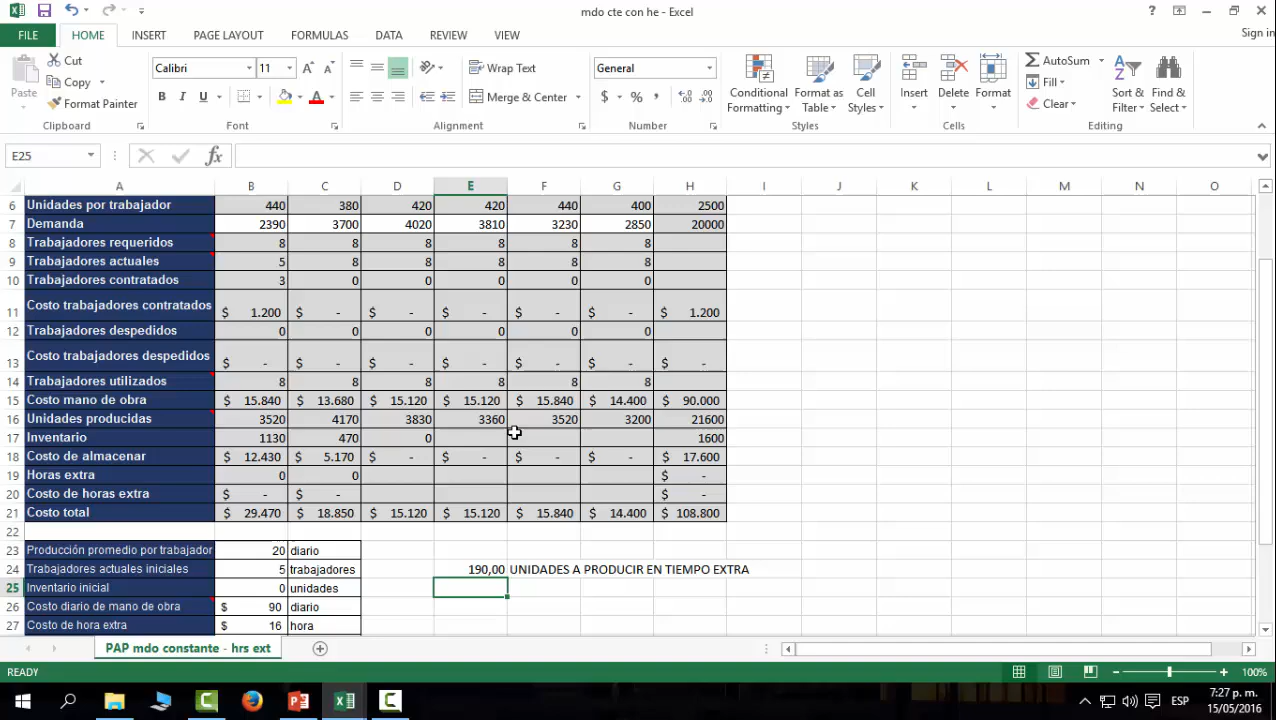 mdo cte con he - Excel
?
Sign in
FILE HOME INSERT PAGE LAYOUT FORMULAS DATA REVIEW VIEW
Paste
Cut
Copy
Format Painter
Clipboard
Calibri 11
B I U
Font
Wrap Text
Merge & Center
Alignment
General
$ % ,
Number
Conditional Formatting
Format as Table
Cell Styles
Styles
Insert Delete Format
Cells
AutoSum
Fill
Clear
Sort & Filter
Find & Select
Editing
E25 fx
A B C D E F G H I J K L M N O
6 Unidades por trabajador 440 380 420 420 440 400 2500
7 Demanda 2390 3700 4020 3810 3230 2850 20000
8 Trabajadores requeridos 8 8 8 8 8 8
9 Trabajadores actuales 5 8 8 8 8 8
10 Trabajadores contratados 3 0 0 0 0 0
11 Costo trabajadores contratados $ 1.200 $ - $ - $ - $ - $ - $ 1.200
12 Trabajadores despedidos 0 0 0 0 0 0
13 Costo trabajadores despedidos $ - $ - $ - $ - $ - $ - $ -
14 Trabajadores utilizados 8 8 8 8 8 8
15 Costo mano de obra $ 15.840 $ 13.680 $ 15.120 $ 15.120 $ 15.840 $ 14.400 $ 90.000
16 Unidades producidas 3520 4170 3830 3360 3520 3200 21600
17 Inventario 1130 470 0 1600
18 Costo de almacenar $ 12.430 $ 5.170 $ - $ - $ - $ - $ 17.600
19 Horas extra 0 0 $ -
20 Costo de horas extra $ - $ - $ -
21 Costo total $ 29.470 $ 18.850 $ 15.120 $ 15.120 $ 15.840 $ 14.400 $ 108.800
22
23 Producción promedio por trabajador 20 diario
24 Trabajadores actuales iniciales 5 trabajadores 190,00 UNIDADES A PRODUCIR EN TIEMPO EXTRA
25 Inventario inicial 0 unidades
26 Costo diario de mano de obra $ 90 diario
27 Costo de hora extra $ 16 hora
PAP mdo constante - hrs ext
READY
100%
ESP
7:27 p. m.
15/05/2016